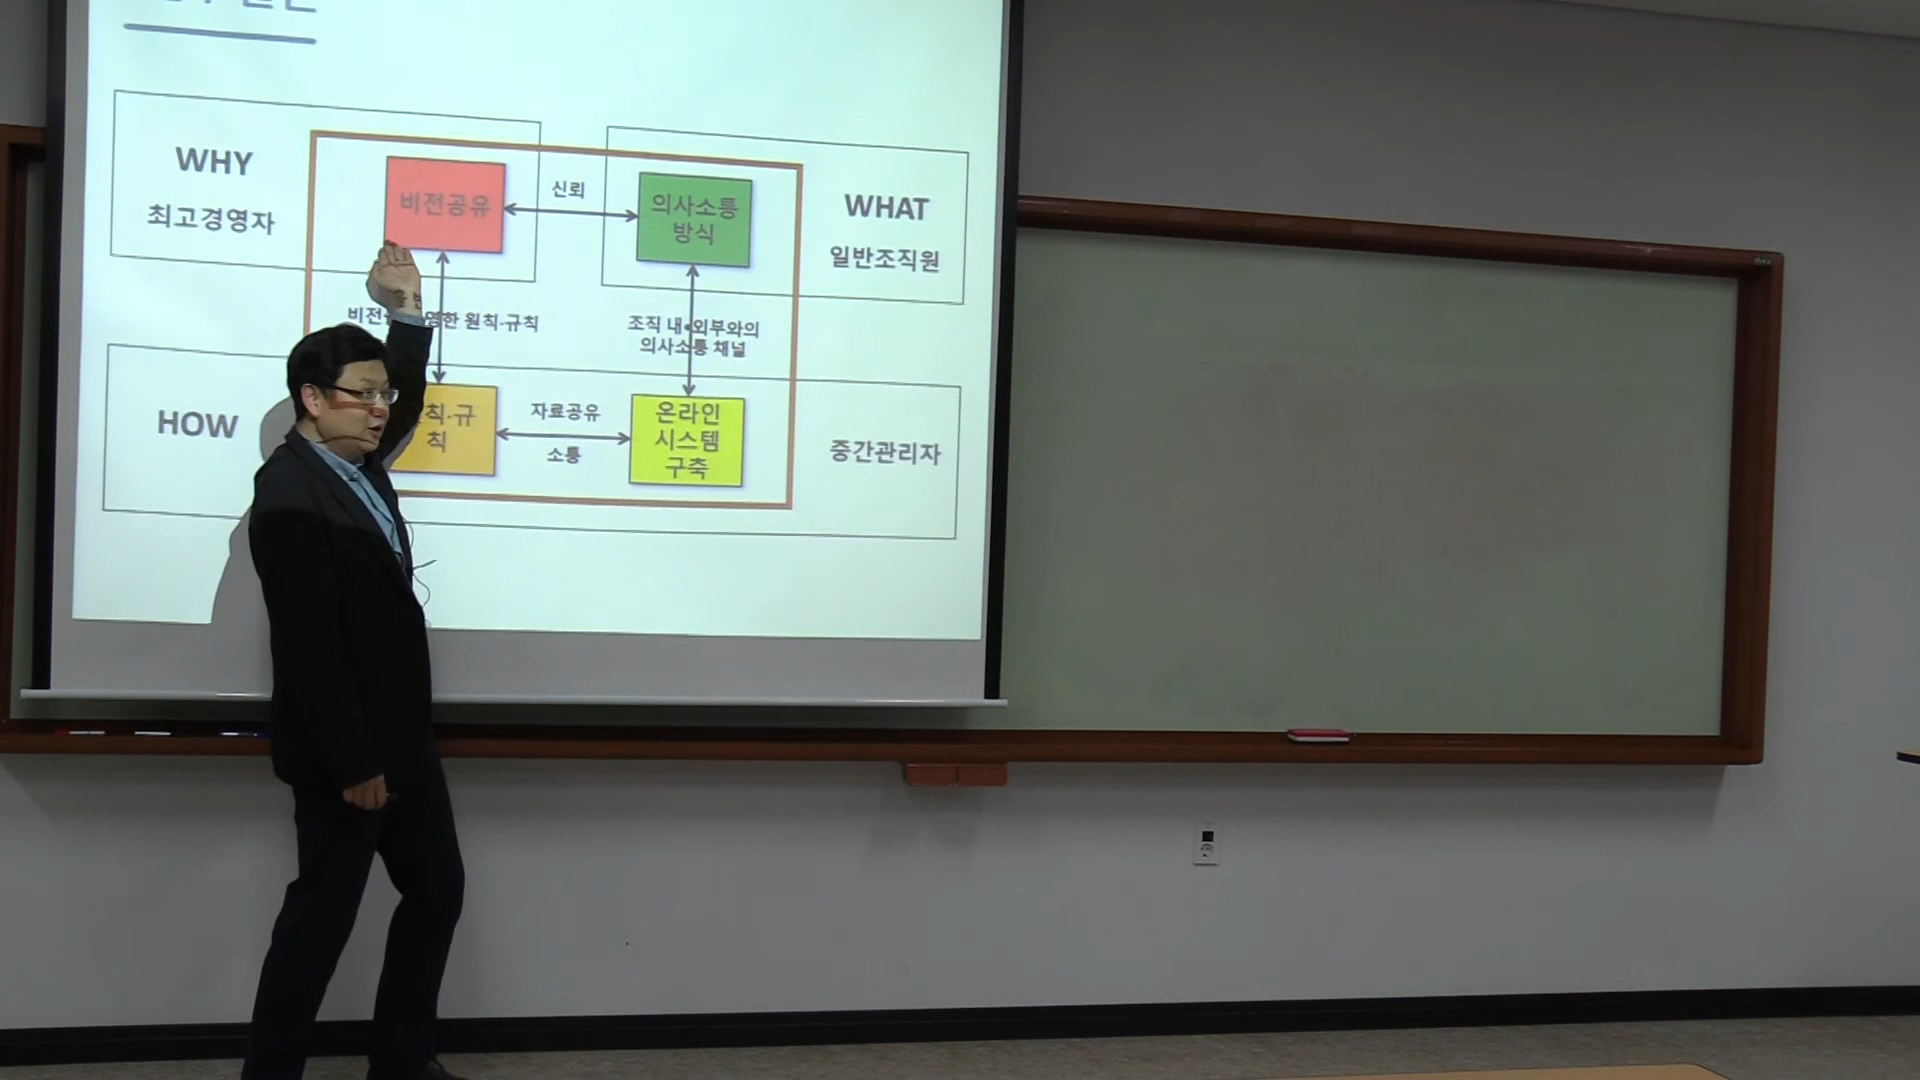 WHY
최고경영자
비전공유
신뢰
의사소통
방식
WHAT
일반조직원
영한 원칙·규칙
조직 내·외부와의
의사소통 채널
HOW
칙·규
칙
자료공유
소통
온라인
시스템
구축
중간관리자